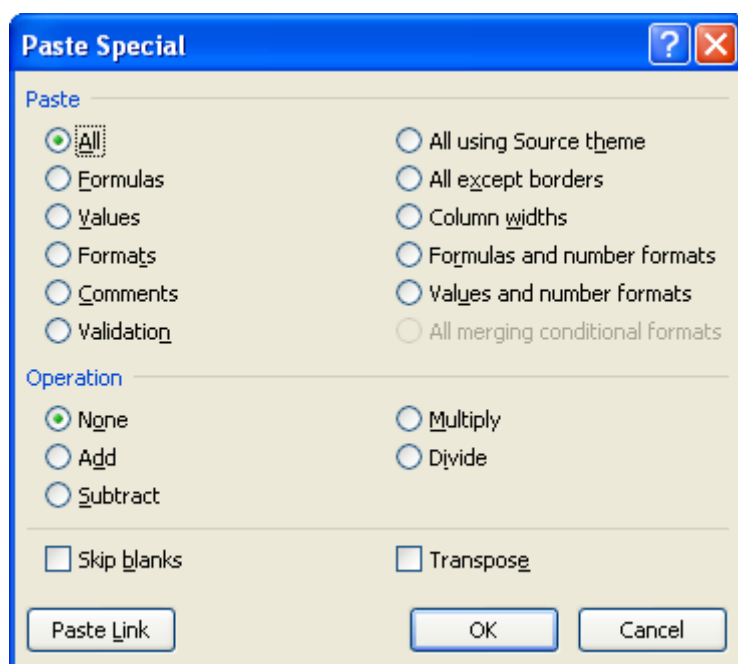 Paste Special
Paste
All
All using Source theme
Formulas
All except borders
Values
Column widths
Formats
Formulas and number formats
Comments
Values and number formats
Validation
All merging conditional formats
Operation
None
Multiply
Add
Divide
Subtract
Skip blanks
Transpose
Paste Link
OK
Cancel